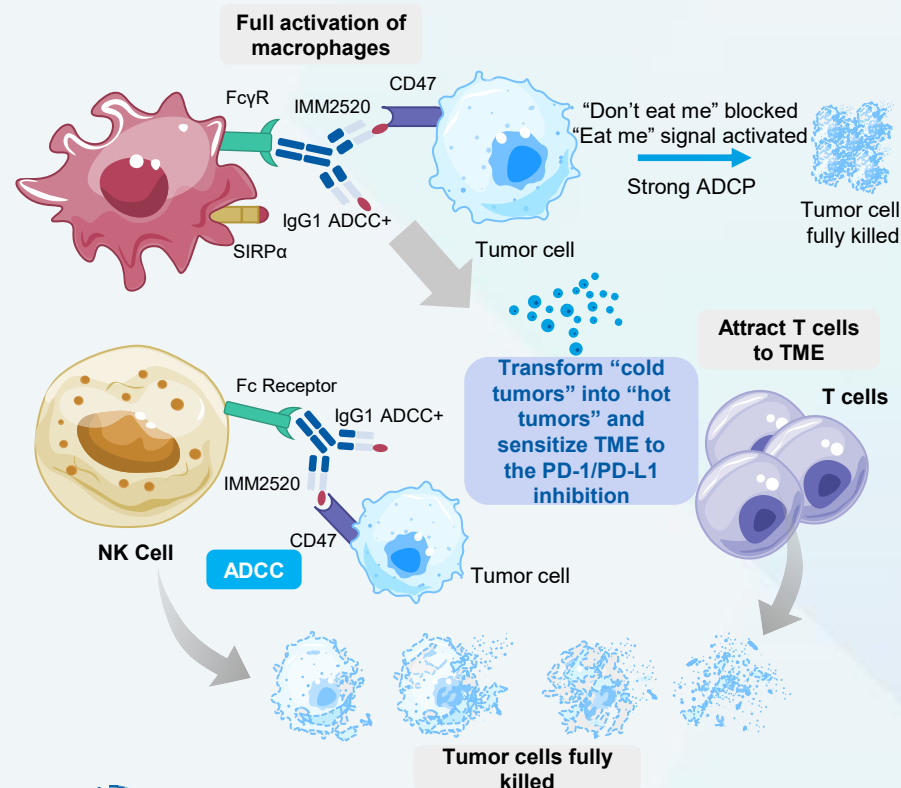 Full activation of
macrophages
CD47
FcγR
IMM2520
“Don’t eat me” blocked
“Eat me” signal activated
Strong ADCP
IgG1 ADCC+
SIRPα
Tumor cell
Tumor cell
fully killed
Attract T cells
to TME
T cells
Transform “cold
tumors” into “hot
tumors” and
sensitize TME to
the PD-1/PD-L1
inhibition
Fc Receptor
IgG1 ADCC+
IMM2520
CD47
NK Cell
ADCC
Tumor cell
Tumor cells fully
killed